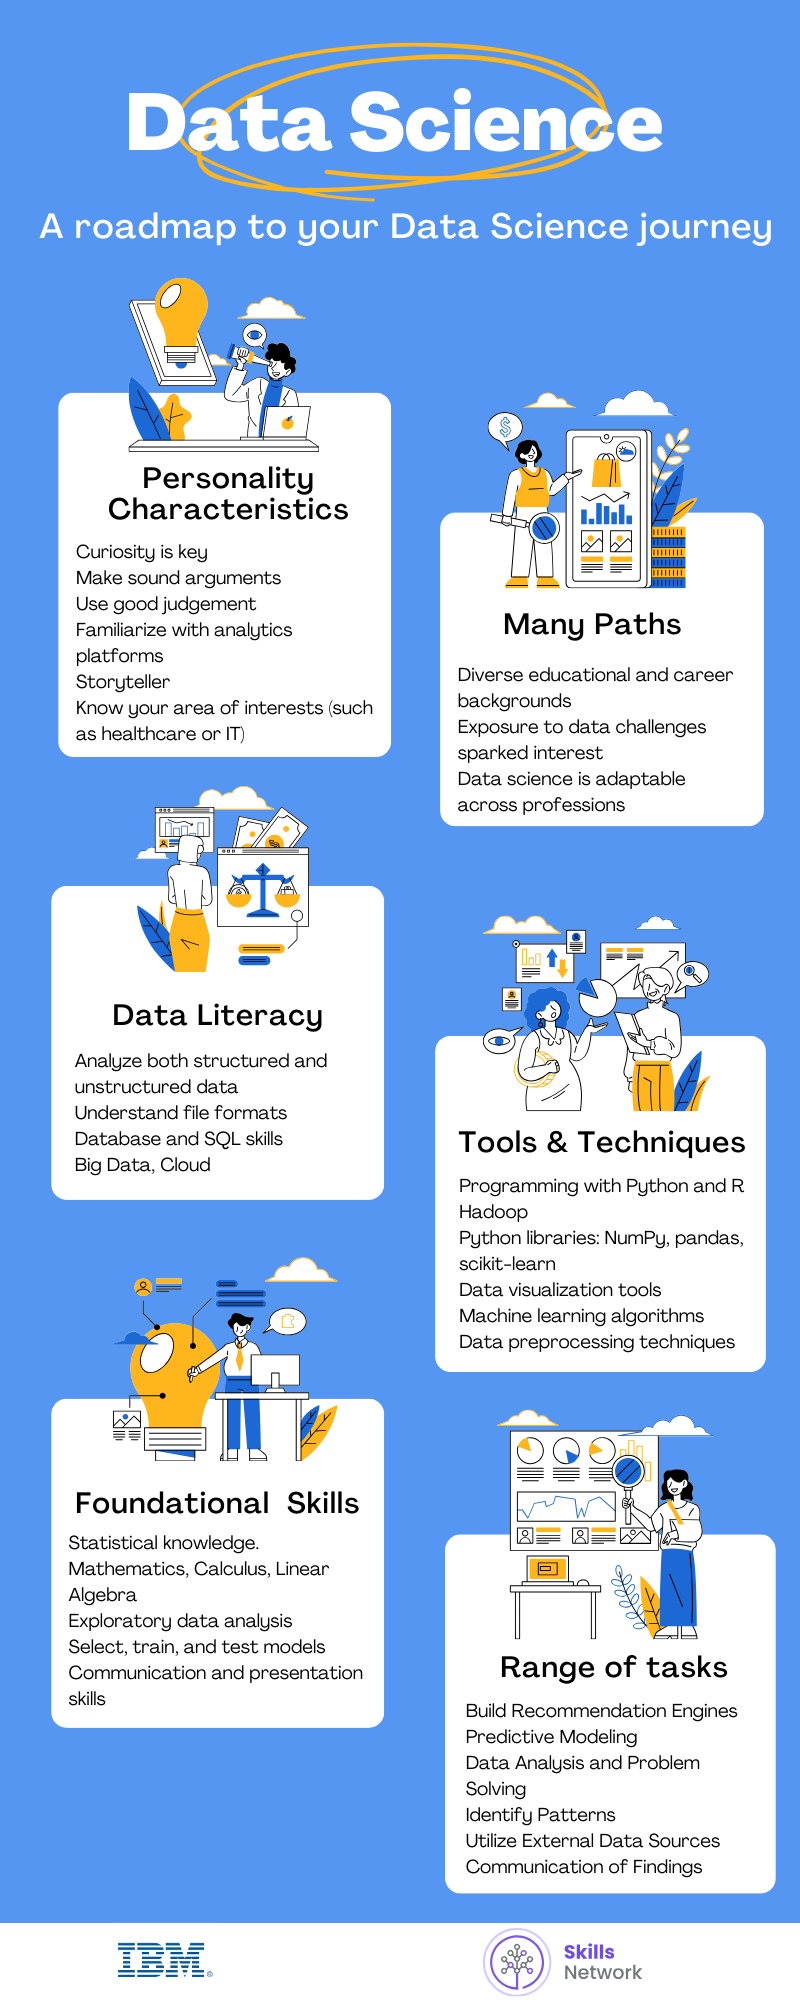 Data Science
A roadmap to your Data Science journey
Personality
Characteristics
Curiosity is key
Make sound arguments
Use good judgement
Familiarize with analytics
platforms
Storyteller
Know your area of interests (such
as healthcare or IT)
Many Paths
Diverse educational and career
backgrounds
Exposure to data challenges
sparked interest
Data science is adaptable
across professions
Data Literacy
Analyze both structured and
unstructured data
Understand file formats
Database and SQL skills
Big Data, Cloud
Tools & Techniques
Programming with Python and R
Hadoop
Python libraries: NumPy, pandas,
scikit-learn
Data visualization tools
Machine learning algorithms
Data preprocessing techniques
Foundational Skills
Statistical knowledge.
Mathematics, Calculus, Linear
Algebra
Exploratory data analysis
Select, train, and test models
Communication and presentation
skills
Range of tasks
Build Recommendation Engines
Predictive Modeling
Data Analysis and Problem
Solving
Identify Patterns
Utilize External Data Sources
Communication of Findings
IBM®
Skills
Network